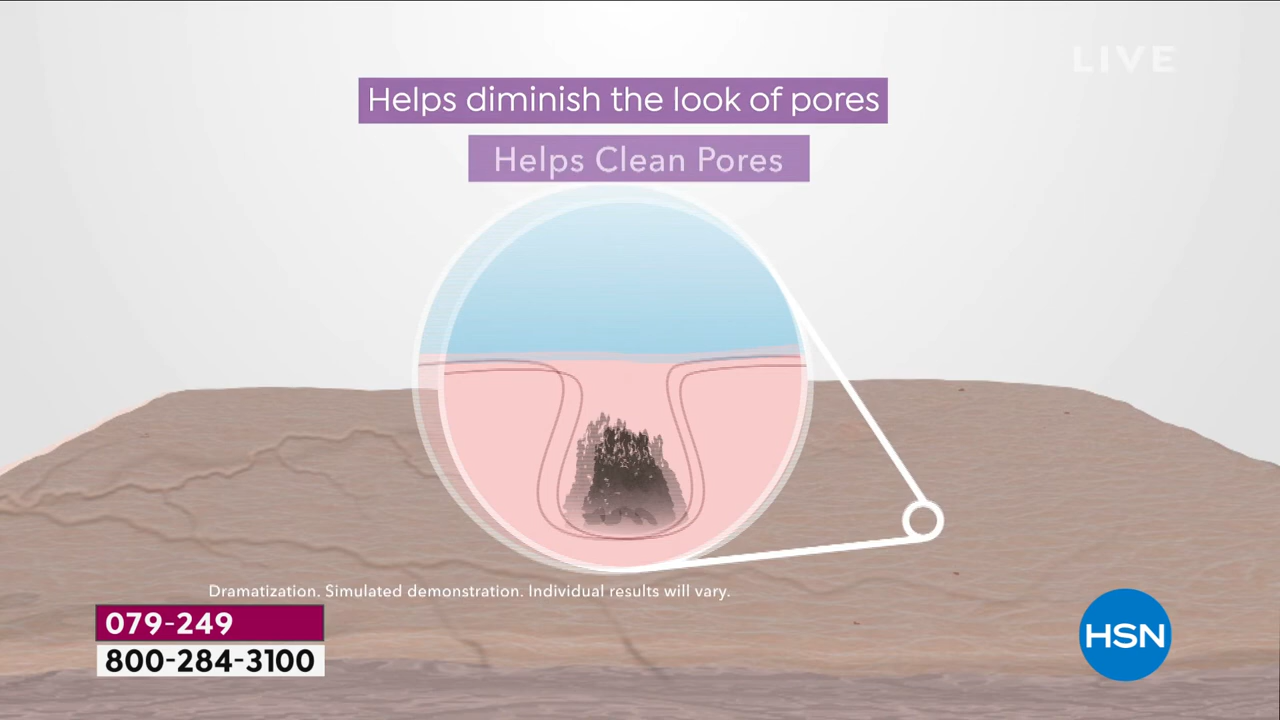 LIVE
Helps diminish the look of pores
Helps Clean Pores
Dramatization. Simulated demonstration. Individual results will vary.
079-249
800-284-3100
HSN